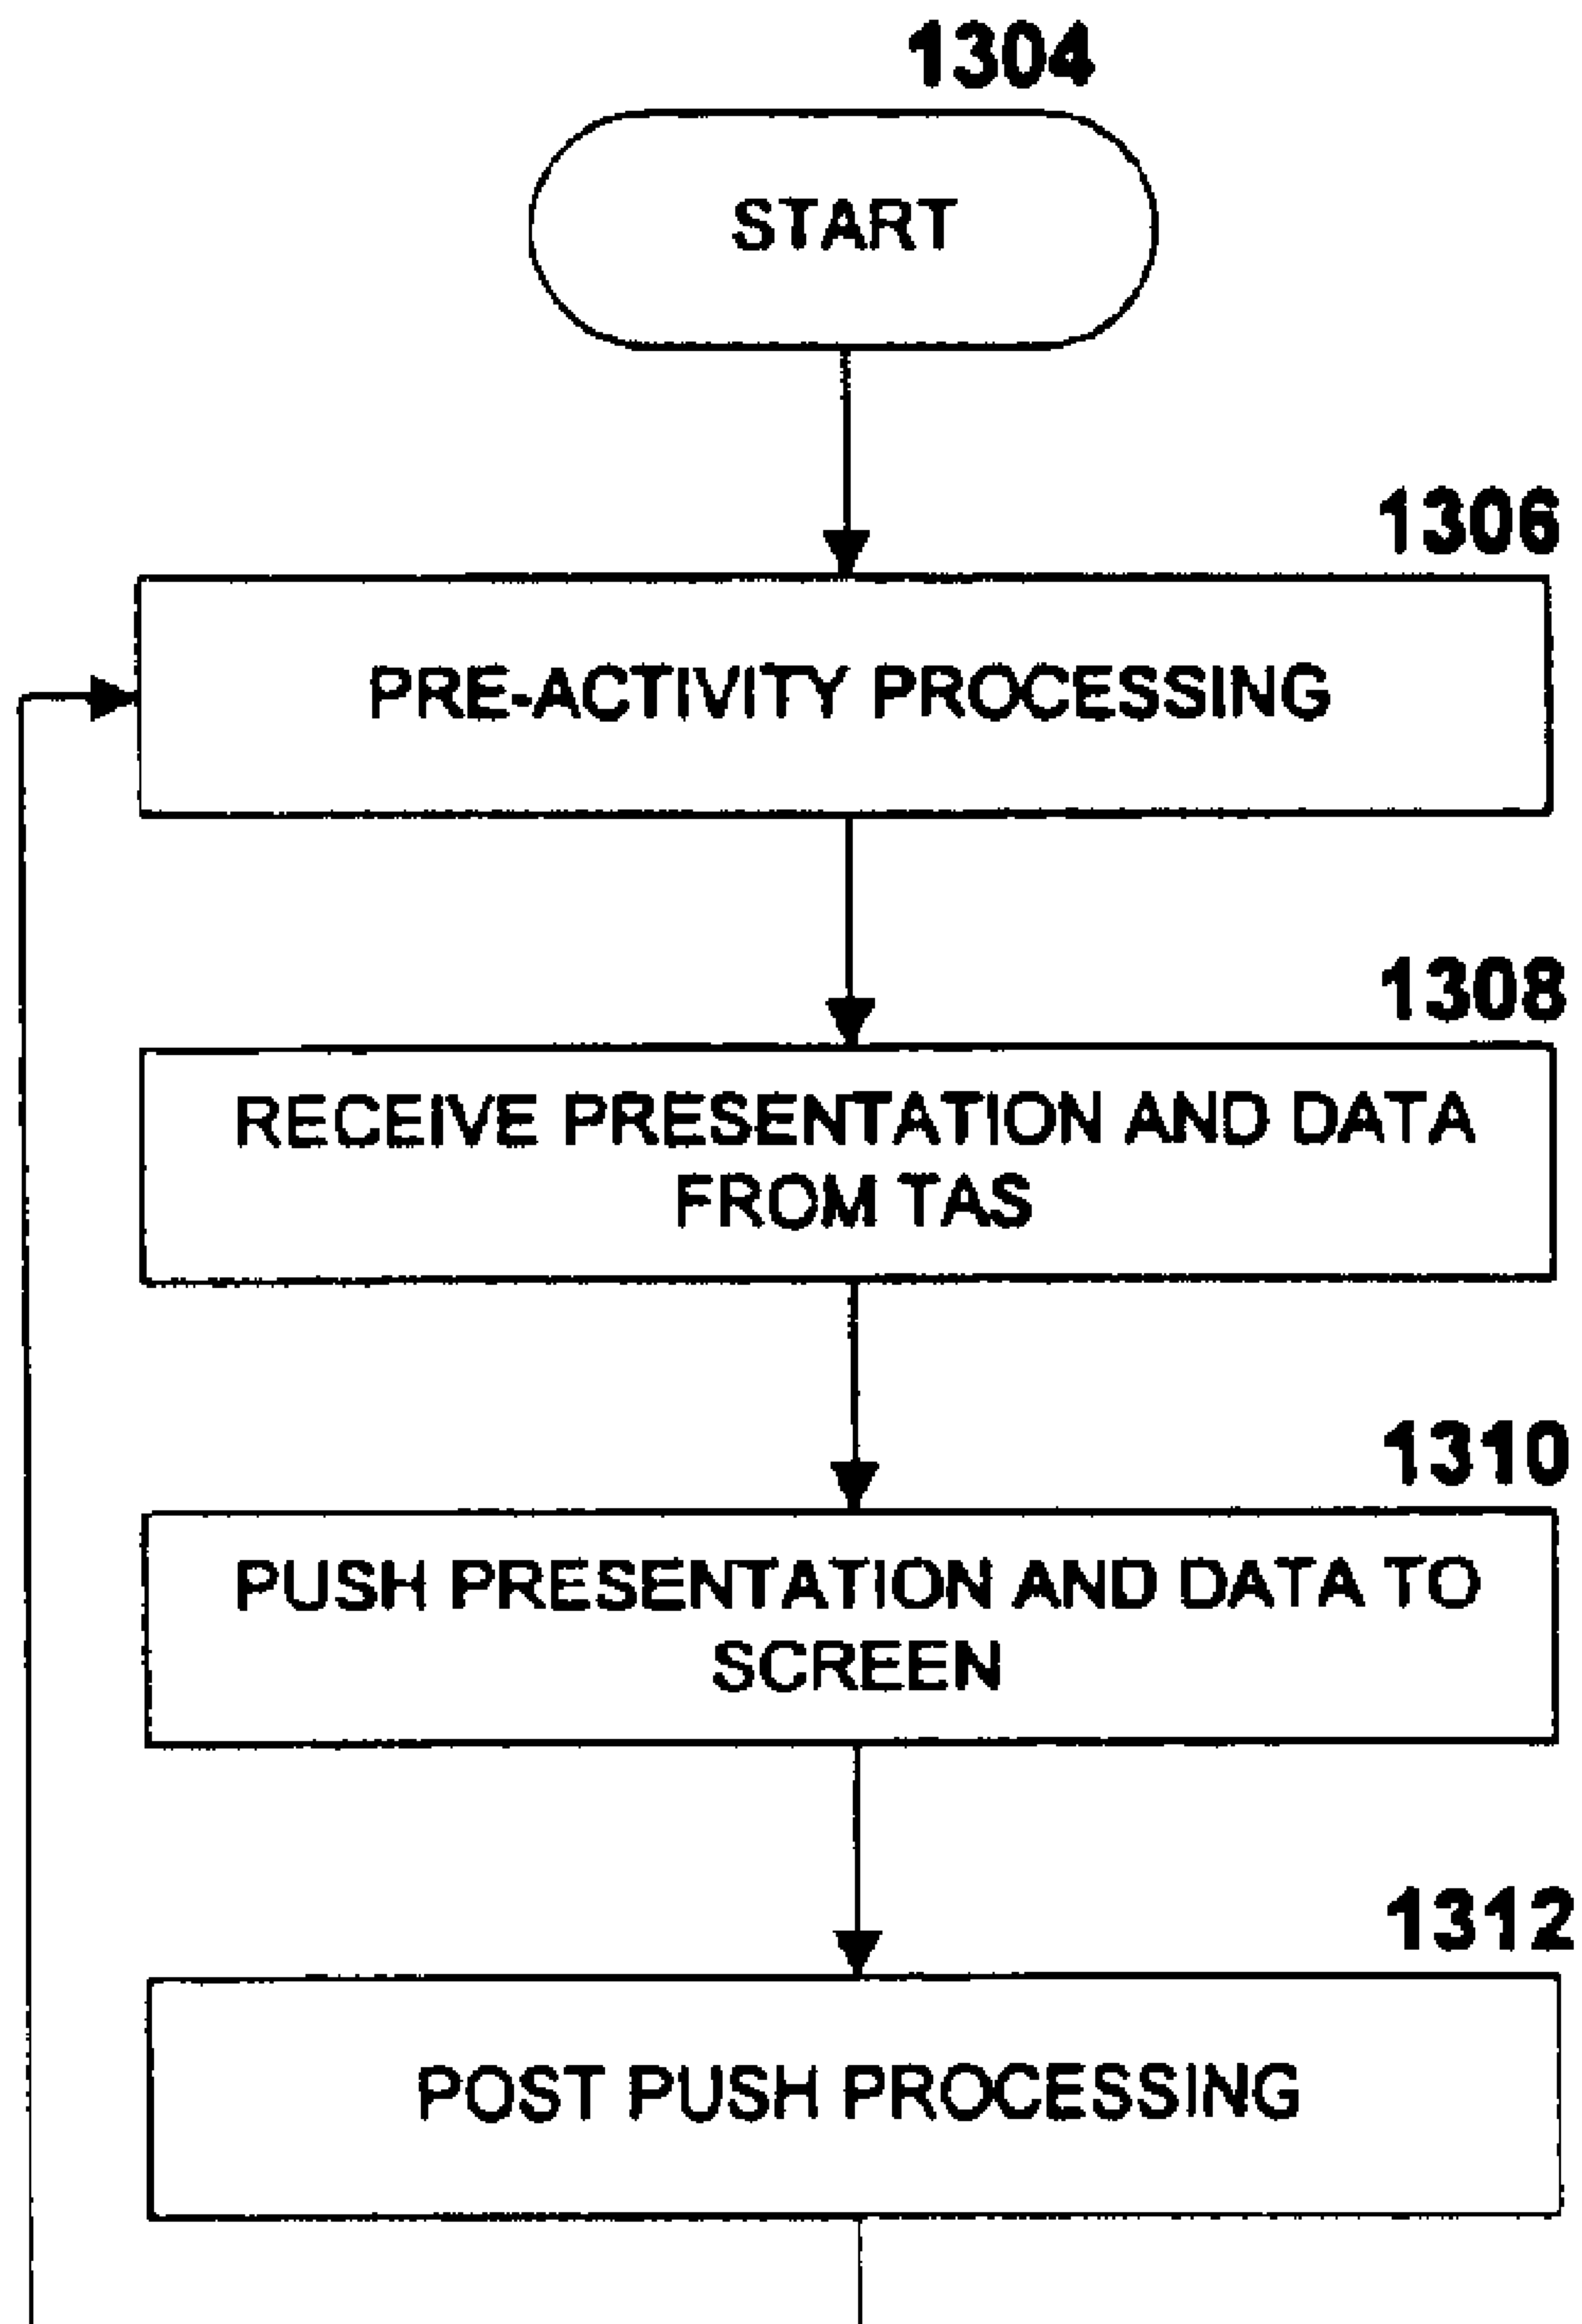 1304
START
1306
PRE-ACTIVITY PROCESSING
1308
RECEIVE PRESENTATION AND DATA
FROM TAS
1310
PUSH PRESENTATION AND DATA TO
SCREEN
1312
POST PUSH PROCESSING